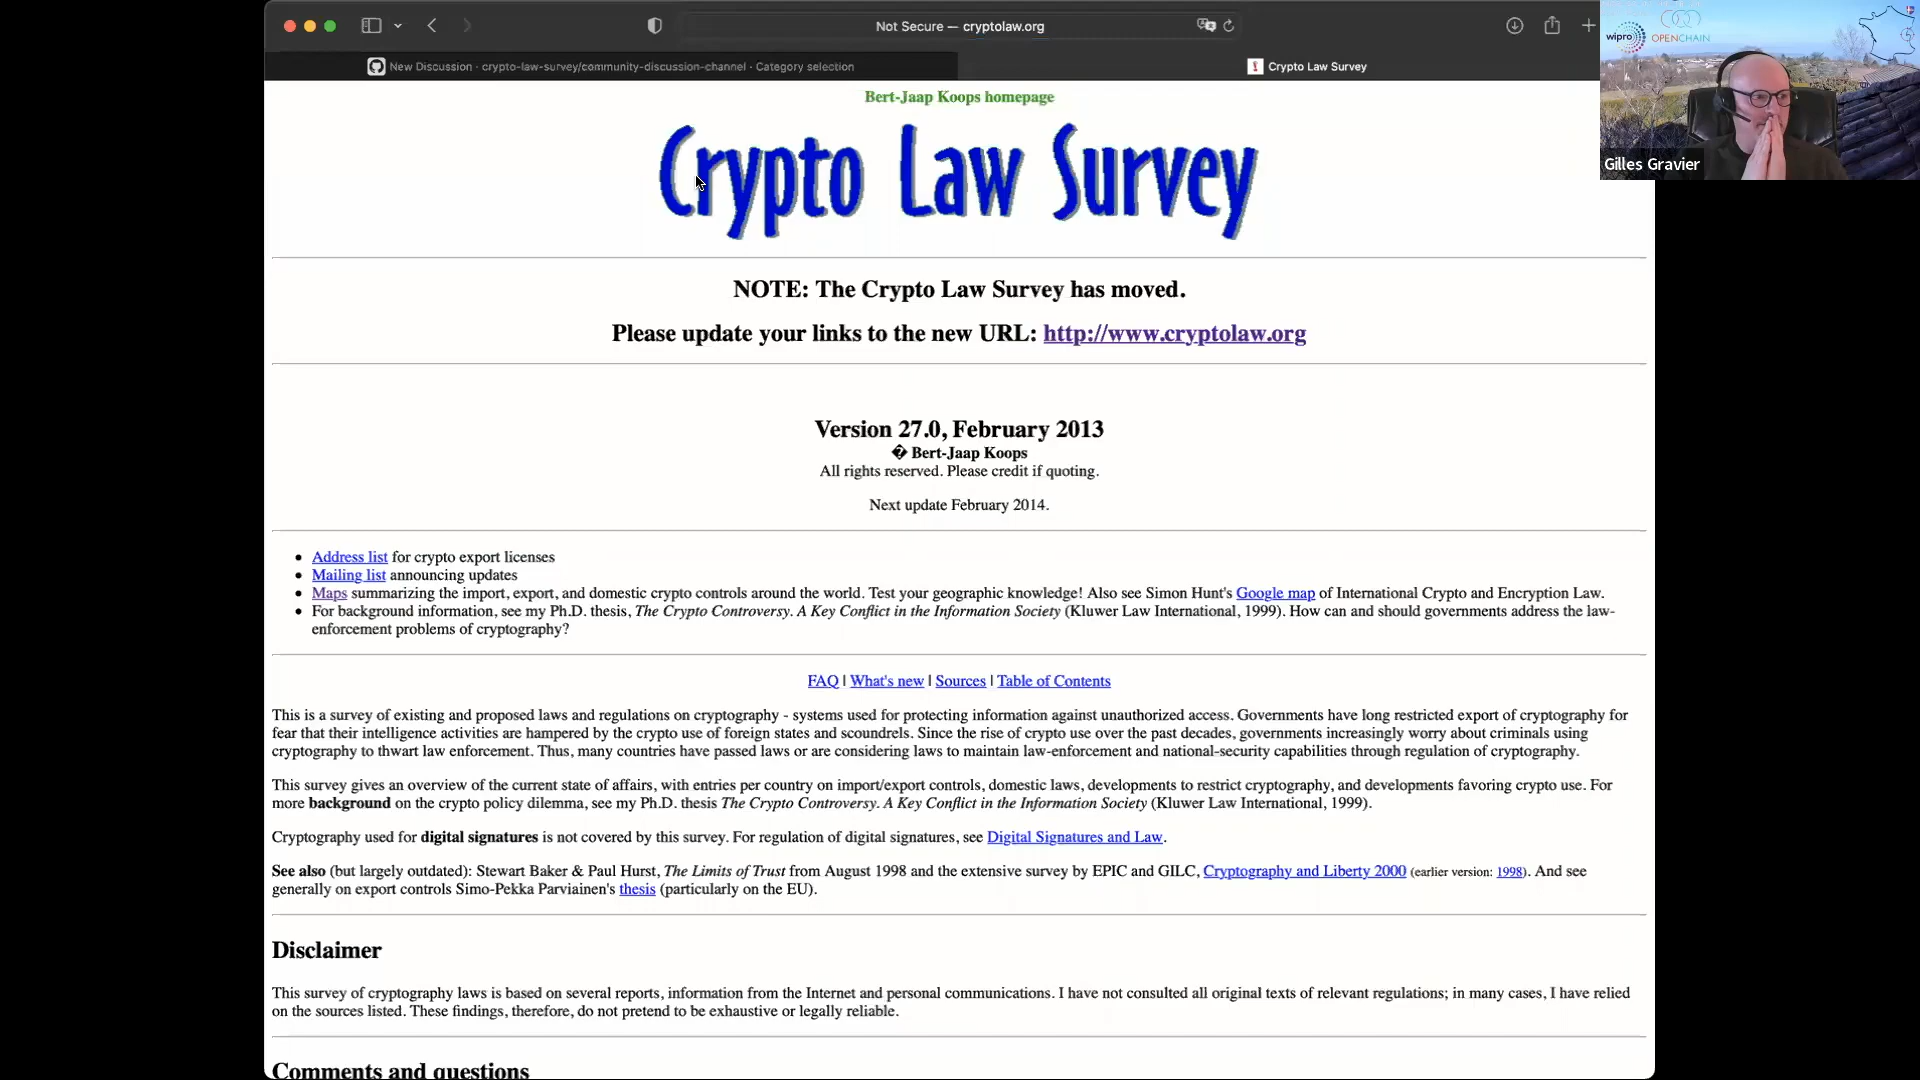 Not Secure — cryptolaw.org
New Discussion · crypto-law-survey/community-discussion-channel · Category selection
Crypto Law Survey
wipro
OPENCHAIN
Gilles Gravier
Bert-Jaap Koops homepage
Crypto Law Survey
NOTE: The Crypto Law Survey has moved.
Please update your links to the new URL: http://www.cryptolaw.org
Version 27.0, February 2013
� Bert-Jaap Koops
All rights reserved. Please credit if quoting.
Next update February 2014.
• Address list for crypto export licenses
• Mailing list announcing updates
• Maps summarizing the import, export, and domestic crypto controls around the world. Test your geographic knowledge! Also see Simon Hunt's Google map of International Crypto and Encryption Law.
• For background information, see my Ph.D. thesis, The Crypto Controversy. A Key Conflict in the Information Society (Kluwer Law International, 1999). How can and should governments address the law-
enforcement problems of cryptography?
FAQ | What's new | Sources | Table of Contents
This is a survey of existing and proposed laws and regulations on cryptography - systems used for protecting information against unauthorized access. Governments have long restricted export of cryptography for
fear that their intelligence activities are hampered by the crypto use of foreign states and scoundrels. Since the rise of crypto use over the past decades, governments increasingly worry about criminals using
cryptography to thwart law enforcement. Thus, many countries have passed laws or are considering laws to maintain law-enforcement and national-security capabilities through regulation of cryptography.
This survey gives an overview of the current state of affairs, with entries per country on import/export controls, domestic laws, developments to restrict cryptography, and developments favoring crypto use. For
more background on the crypto policy dilemma, see my Ph.D. thesis The Crypto Controversy. A Key Conflict in the Information Society (Kluwer Law International, 1999).
Cryptography used for digital signatures is not covered by this survey. For regulation of digital signatures, see Digital Signatures and Law.
See also (but largely outdated): Stewart Baker & Paul Hurst, The Limits of Trust from August 1998 and the extensive survey by EPIC and GILC, Cryptography and Liberty 2000 (earlier version: 1998). And see
generally on export controls Simo-Pekka Parviainen's thesis (particularly on the EU).
Disclaimer
This survey of cryptography laws is based on several reports, information from the Internet and personal communications. I have not consulted all original texts of relevant regulations; in many cases, I have relied
on the sources listed. These findings, therefore, do not pretend to be exhaustive or legally reliable.
Comments and questions